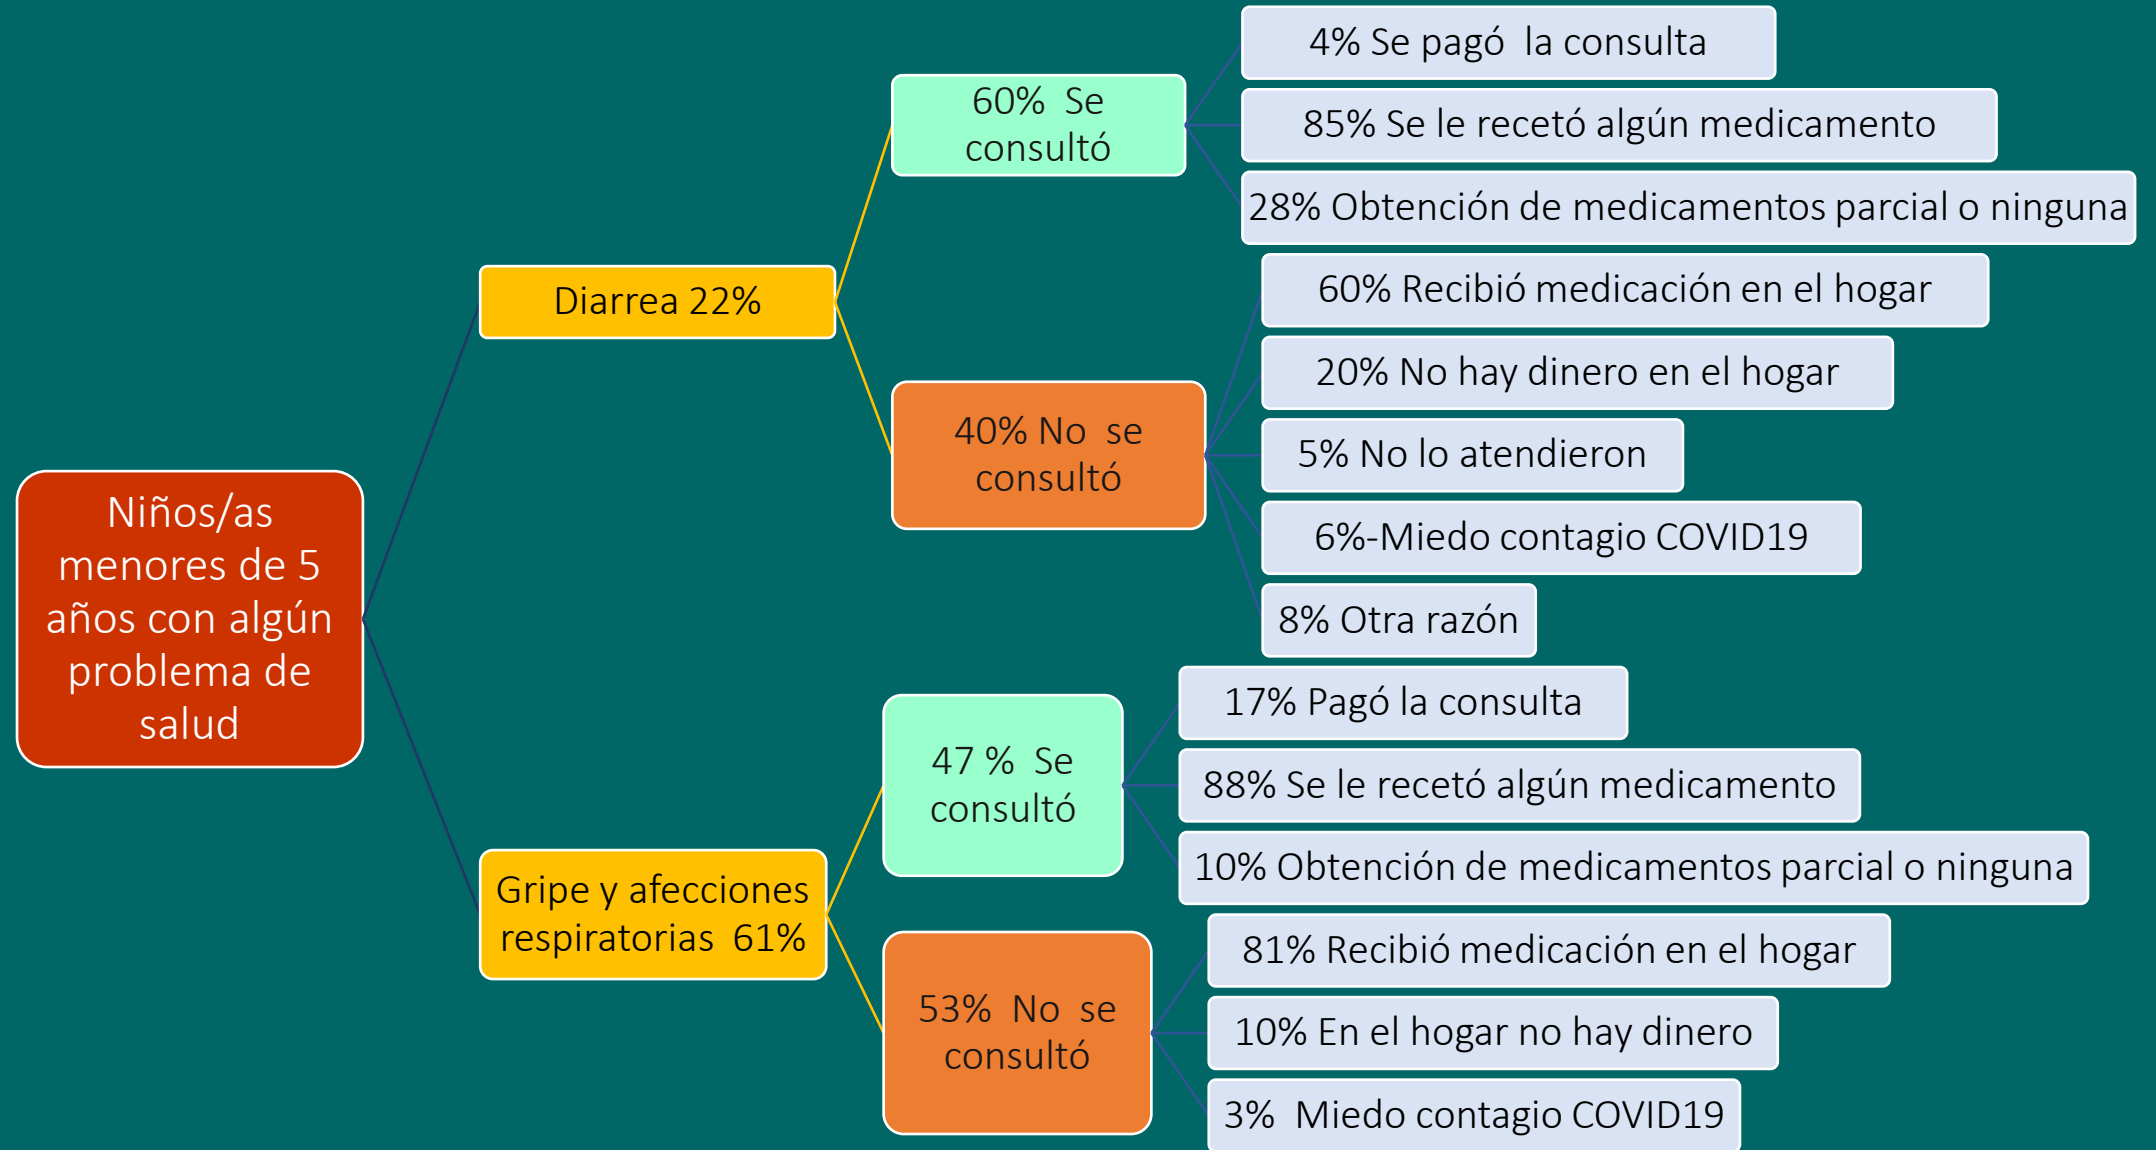 Niños/as
menores de 5
años con algún
problema de
salud
Diarrea 22%
60%  Se
consultó
4% Se pagó  la consulta
85% Se le recetó algún medicamento
28% Obtención de medicamentos parcial o ninguna
40% No  se
consultó
60% Recibió medicación en el hogar
20% No hay dinero en el hogar
5% No lo atendieron
6%-Miedo contagio COVID19
8% Otra razón
Gripe y afecciones
respiratorias  61%
47 %  Se
consultó
17% Pagó la consulta
88% Se le recetó algún medicamento
10% Obtención de medicamentos parcial o ninguna
53%  No  se
consultó
81% Recibió medicación en el hogar
10% En el hogar no hay dinero
3%  Miedo contagio COVID19